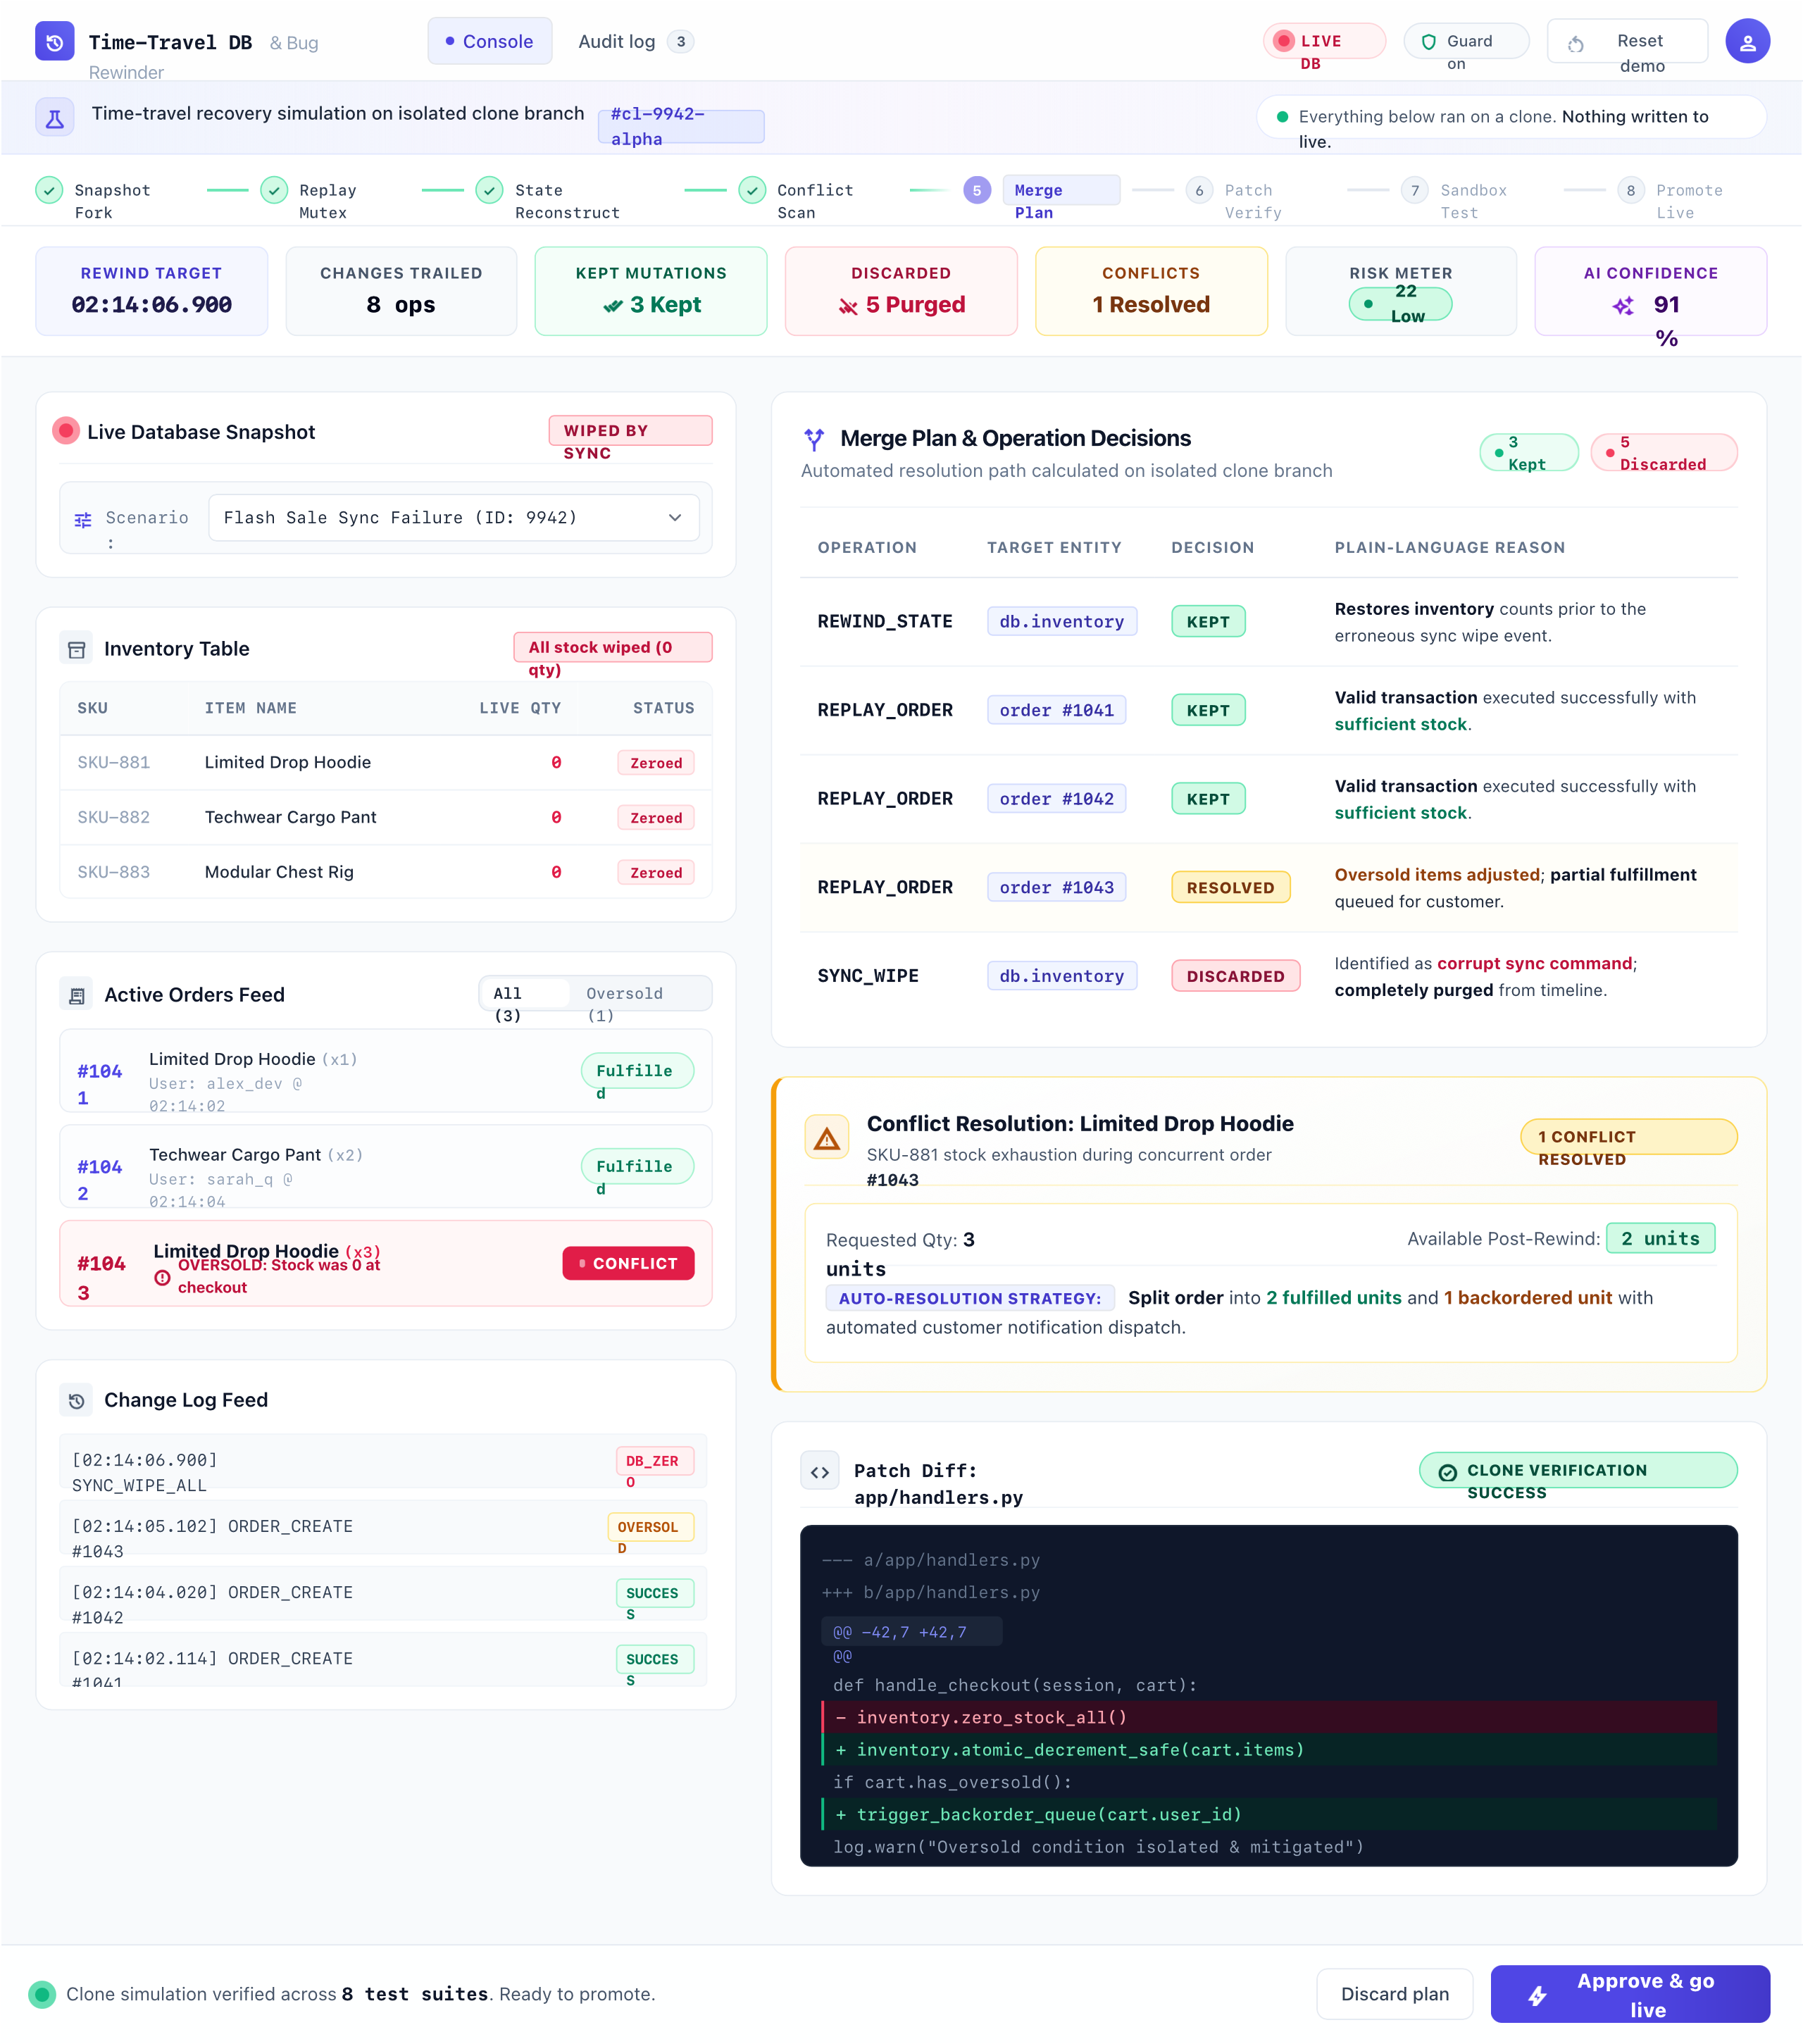 Time-Travel DB & Bug
Rewinder
Console
Audit log 3
LIVE
DB
Guard
on
Reset
demo
Time-travel recovery simulation on isolated clone branch
#cl-9942-
alpha
Everything below ran on a clone. Nothing written to
live.
Snapshot
Fork
Replay
Mutex
State
Reconstruct
Conflict
Scan
5 Merge
Plan
6 Patch
Verify
7 Sandbox
Test
8 Promote
Live
REWIND TARGET
02:14:06.900
CHANGES TRAILED
8 ops
KEPT MUTATIONS
3 Kept
DISCARDED
5 Purged
CONFLICTS
1 Resolved
RISK METER
22
Low
AI CONFIDENCE
91
%
Live Database Snapshot
WIPED BY
SYNC
Scenario
:
Flash Sale Sync Failure (ID: 9942)
Inventory Table
All stock wiped (0
qty)
SKU ITEM NAME LIVE QTY STATUS
SKU-881 Limited Drop Hoodie 0 Zeroed
SKU-882 Techwear Cargo Pant 0 Zeroed
SKU-883 Modular Chest Rig 0 Zeroed
Active Orders Feed
All
(3)
Oversold
(1)
#104
1
Limited Drop Hoodie (x1)
User: alex_dev @
02:14:02
Fulfille
d
#104
2
Techwear Cargo Pant (x2)
User: sarah_q @
02:14:04
Fulfille
d
#104
3
Limited Drop Hoodie (x3)
OVERSOLD: Stock was 0 at
checkout
CONFLICT
Change Log Feed
[02:14:06.900]
SYNC_WIPE_ALL
DB_ZER
O
[02:14:05.102] ORDER_CREATE
#1043
OVERSOL
D
[02:14:04.020] ORDER_CREATE
#1042
SUCCES
S
[02:14:02.114] ORDER_CREATE
#1041
SUCCES
S
Merge Plan & Operation Decisions
Automated resolution path calculated on isolated clone branch
3
Kept
5
Discarded
OPERATION TARGET ENTITY DECISION PLAIN-LANGUAGE REASON
REWIND_STATE db.inventory KEPT
Restores inventory counts prior to the
erroneous sync wipe event.
REPLAY_ORDER order #1041 KEPT
Valid transaction executed successfully with
sufficient stock.
REPLAY_ORDER order #1042 KEPT
Valid transaction executed successfully with
sufficient stock.
REPLAY_ORDER order #1043 RESOLVED
Oversold items adjusted; partial fulfillment
queued for customer.
SYNC_WIPE db.inventory DISCARDED
Identified as corrupt sync command;
completely purged from timeline.
Conflict Resolution: Limited Drop Hoodie
SKU-881 stock exhaustion during concurrent order
#1043
1 CONFLICT
RESOLVED
Requested Qty: 3
units
Available Post-Rewind: 2 units
AUTO-RESOLUTION STRATEGY: Split order into 2 fulfilled units and 1 backordered unit with
automated customer notification dispatch.
Patch Diff:
app/handlers.py
CLONE VERIFICATION
SUCCESS
--- a/app/handlers.py
+++ b/app/handlers.py
@@ -42,7 +42,7
@@
def handle_checkout(session, cart):
- inventory.zero_stock_all()
+ inventory.atomic_decrement_safe(cart.items)
if cart.has_oversold():
+ trigger_backorder_queue(cart.user_id)
log.warn("Oversold condition isolated & mitigated")
Clone simulation verified across 8 test suites. Ready to promote.
Discard plan
Approve & go
live